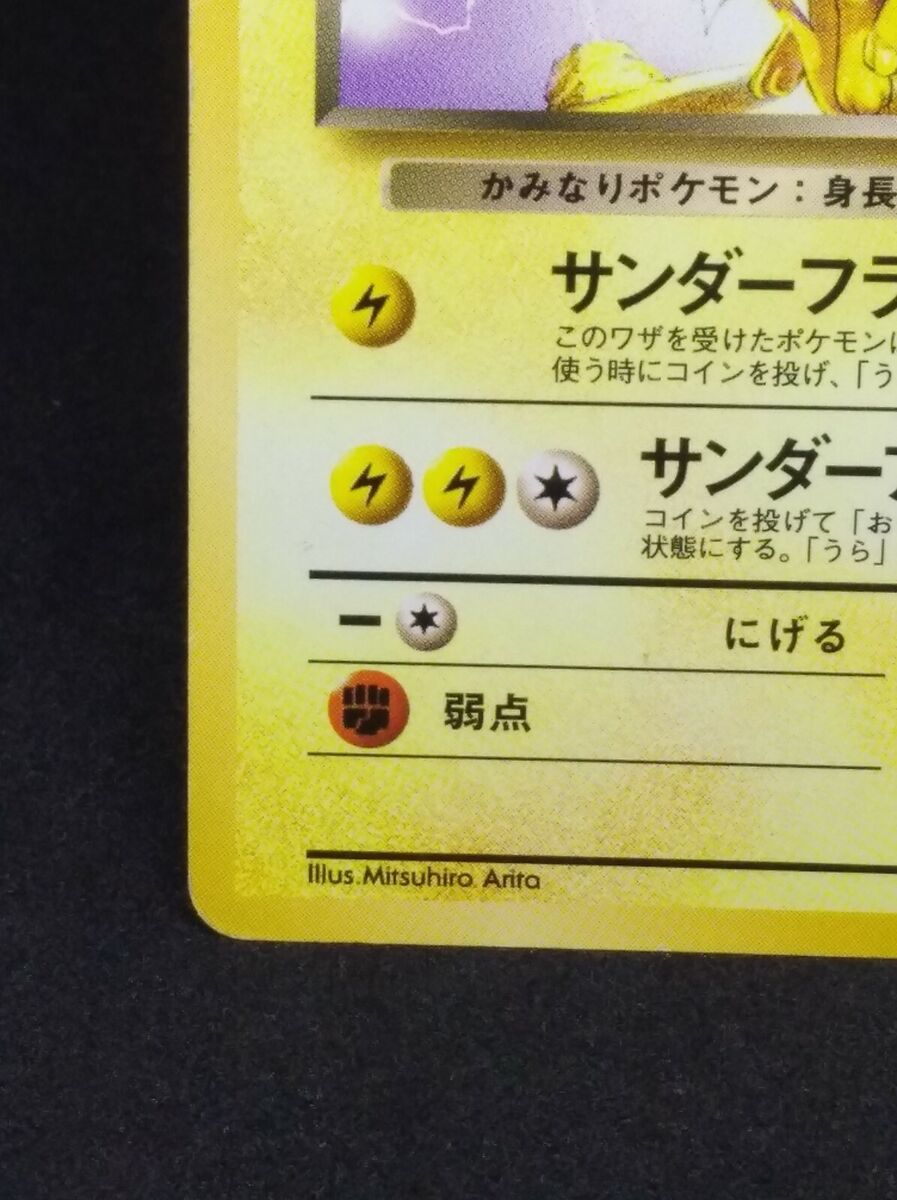 かみなりポケモン：身長
サンダーフラ
このワザを受けたポケモンに
使う時にコインを投げ、「う
サンダー
コインを投げて「お
状態にする。「うら」
ー にげる
弱点
Illus. Mitsuhiro Arita